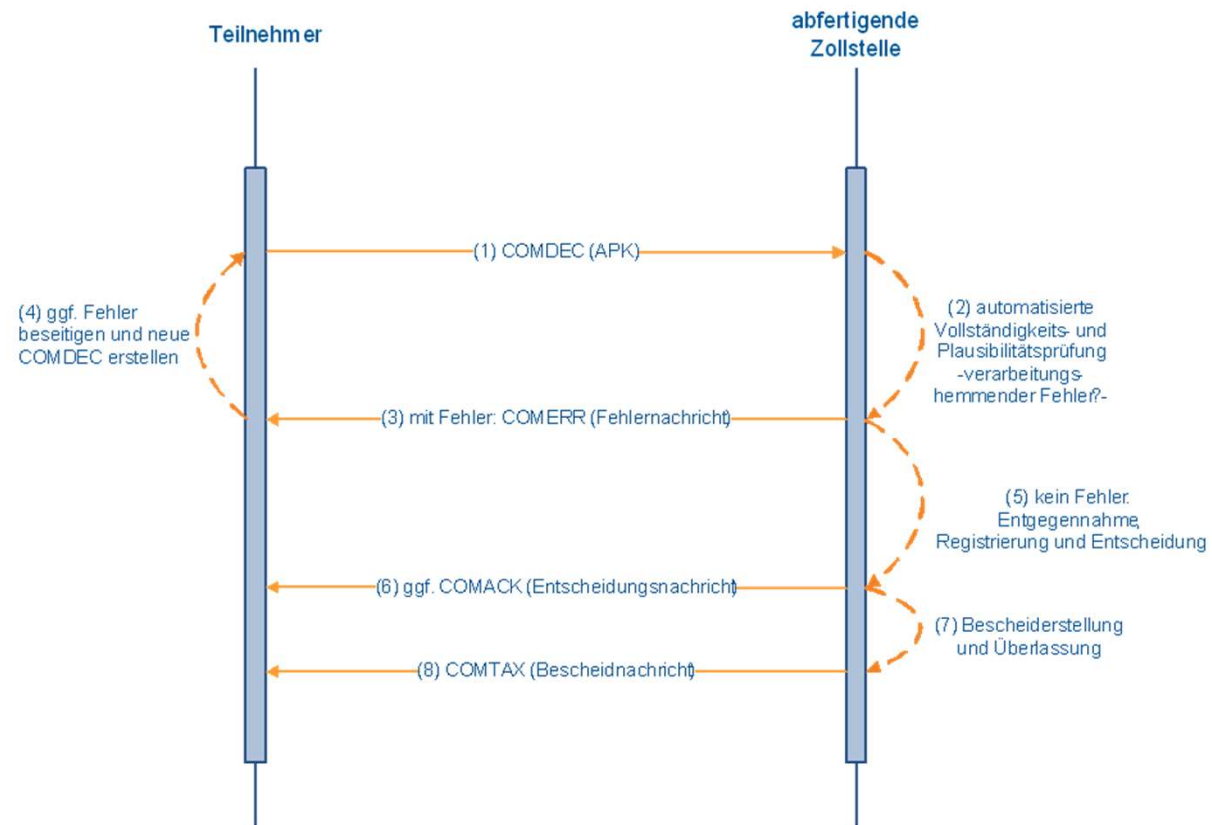 Teilnehmer
abfertigende
Zollstelle
(1) COMDEC (APK)
(2) automatisierte
Vollständigkeits- und
Plausibilitätsprüfung
-verarbeitungs-
hemmender Fehler?-
(4) ggf. Fehler
beseitigen und neue
COMDEC erstellen
(3) mit Fehler: COMERR (Fehlernachricht)
(5) kein Fehler:
Entgegennahme,
Registrierung und Entscheidung
(6) ggf. COMACK (Entscheidungsnachricht)
(7) Bescheiderstellung
und Überlassung
(8) COMTAX (Bescheidnachricht)